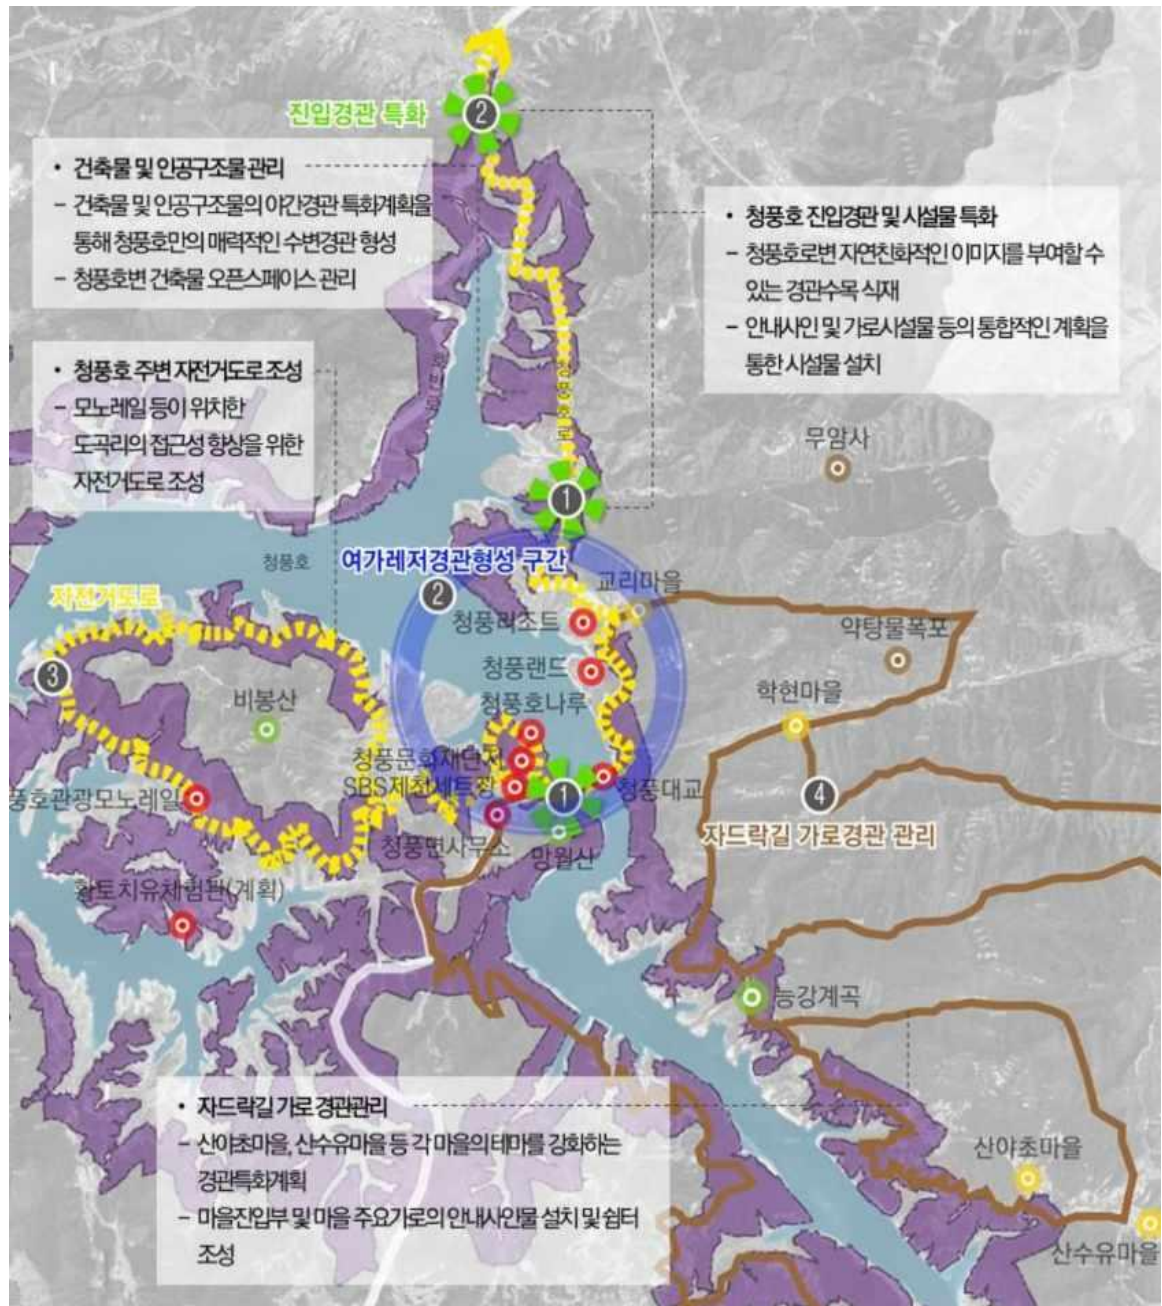 진입경관 특화
2
• 건축물 및 인공구조물 관리
– 건축물 및 인공구조물의 야간경관 특화계획을
통해 청풍호만의 매력적인 수변경관 형성
– 청풍호변 건축물 오픈스페이스 관리
• 청풍호 진입경관 및 시설물 특화
– 청풍호로변 자연친화적인 이미지를 부여할 수
있는 경관수목 식재
– 안내사인 및 가로시설물 등의 통합적인 계획을
통한 시설물 설치
• 청풍호 주변 자전거도로 조성
– 모노레일 등이 위치한
도곡리의 접근성 향상을 위한
자전거도로 조성
청풍호로
무암사
1
청풍호
여가레저경관형성 구간
2
자전거도로
교리마을
청풍리조트
약탕물폭포
3
청풍랜드
비봉산
청풍호나루
학현마을
청풍문화재단지
SBS제천세트장
풍호관광모노레일
1
청풍대교
4
자드락길 가로경관 관리
청풍면사무소
망월산
황토치유체험관(계획)
능강계곡
• 자드락길 가로 경관관리
– 산야초마을, 산수유마을 등 각 마을의 테마를 강화하는
경관특화계획
– 마을진입부 및 마을 주요가로의 안내사인물 설치 및 쉼터
조성
산야초마을
산수유마을